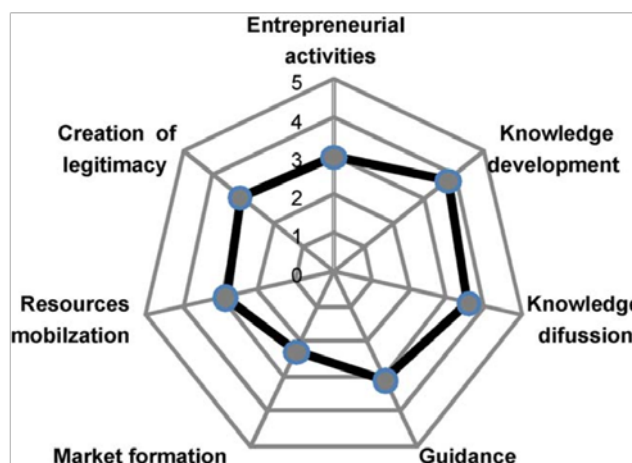 Entrepreneurial
activities
5
4
3
2
1
0
Creation of
legitimacy
Knowledge
development
Resources
mobilzation
Knowledge
difussion
Market formation
Guidance